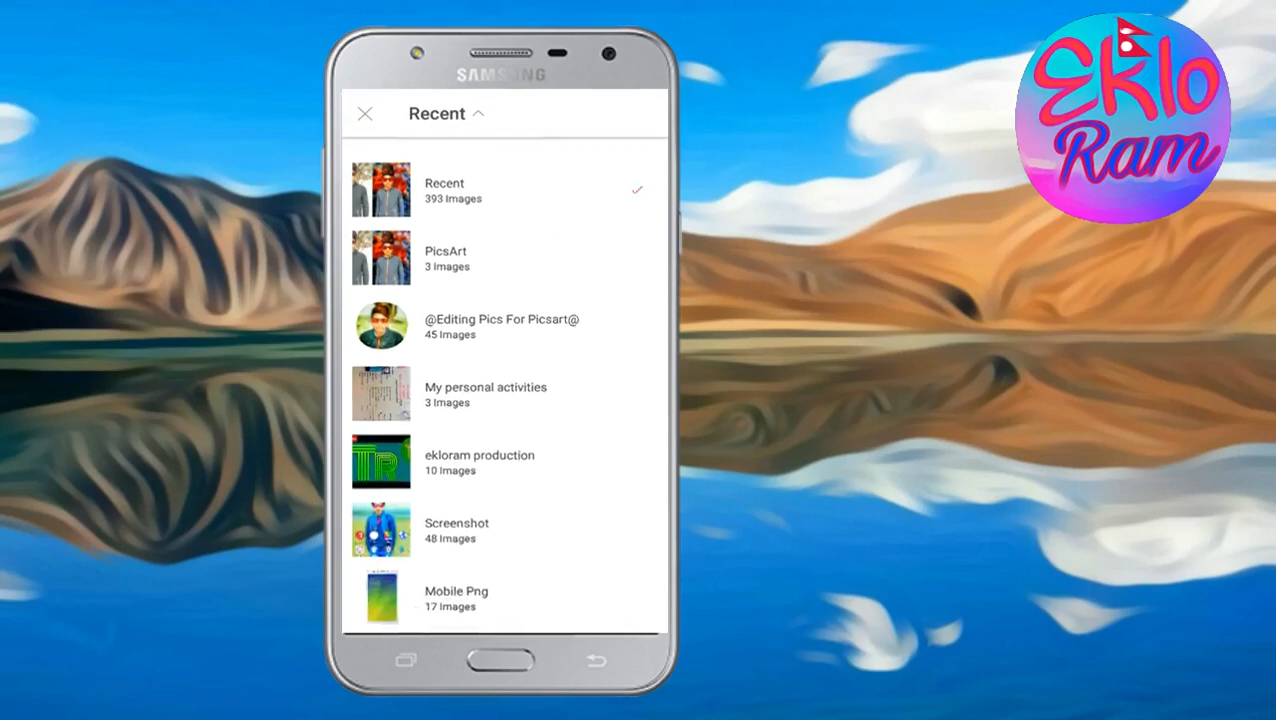 SAMSUNG
Recent
Recent
393 Images
PicsArt
3 Images
@Editing Pics For Picsart@
45 Images
My personal activities
3 Images
ekloram production
10 Images
TR
Screenshot
48 Images
Mobile Png
17 Images
Eklo
Ram